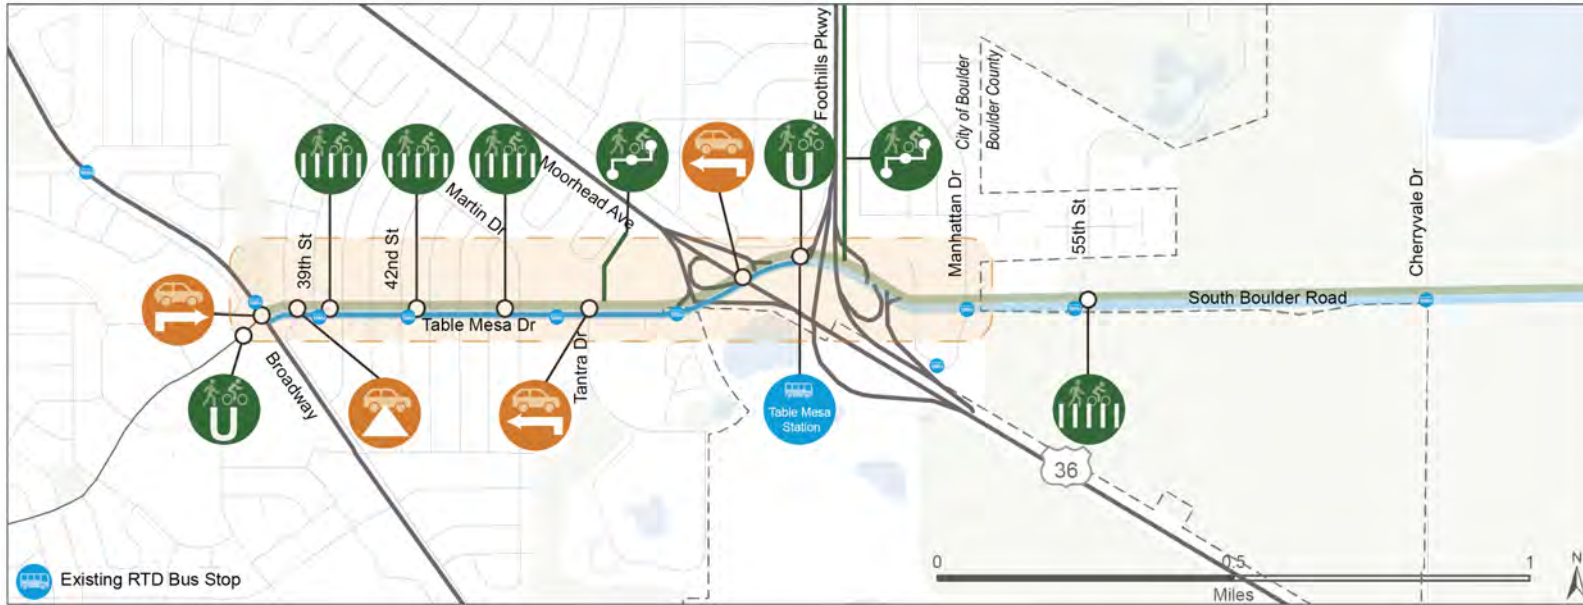 Foothills Pkwy
City of Boulder
Boulder County
Moorhead Ave
Martin Dr
39th St
42nd St
Manhattan Dr
55th St
Cherryvale Dr
South Boulder Road
Table Mesa Dr
Tantra Dr
Broadway
U
U
Table Mesa
Station
36
Existing RTD Bus Stop
0
0.5
1
Miles
N